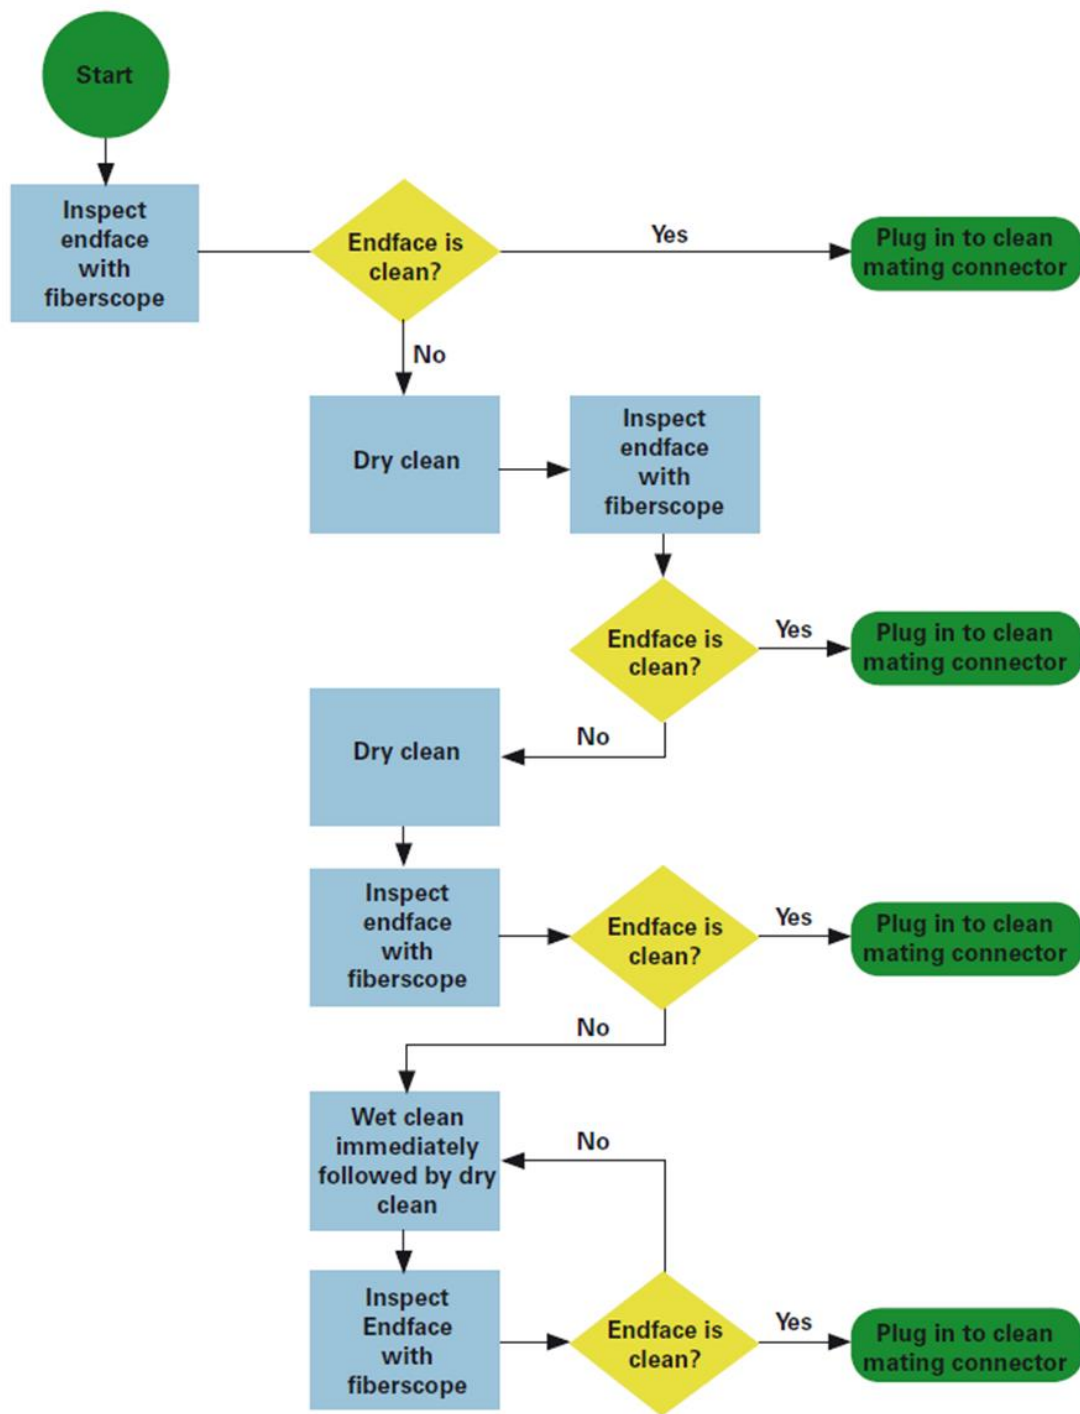 Start
Inspect
endface
with
fiberscope
Endface is
clean?
Yes
Plug in to clean
mating connector
No
Dry clean
Inspect
endface
with
fiberscope
Endface is
clean?
Yes
Plug in to clean
mating connector
No
Dry clean
Inspect
endface
with
fiberscope
Endface is
clean?
Yes
Plug in to clean
mating connector
No
Wet clean
immediately
followed by dry
clean
No
Inspect
Endface
with
fiberscope
Endface is
clean?
Yes
Plug in to clean
mating connector